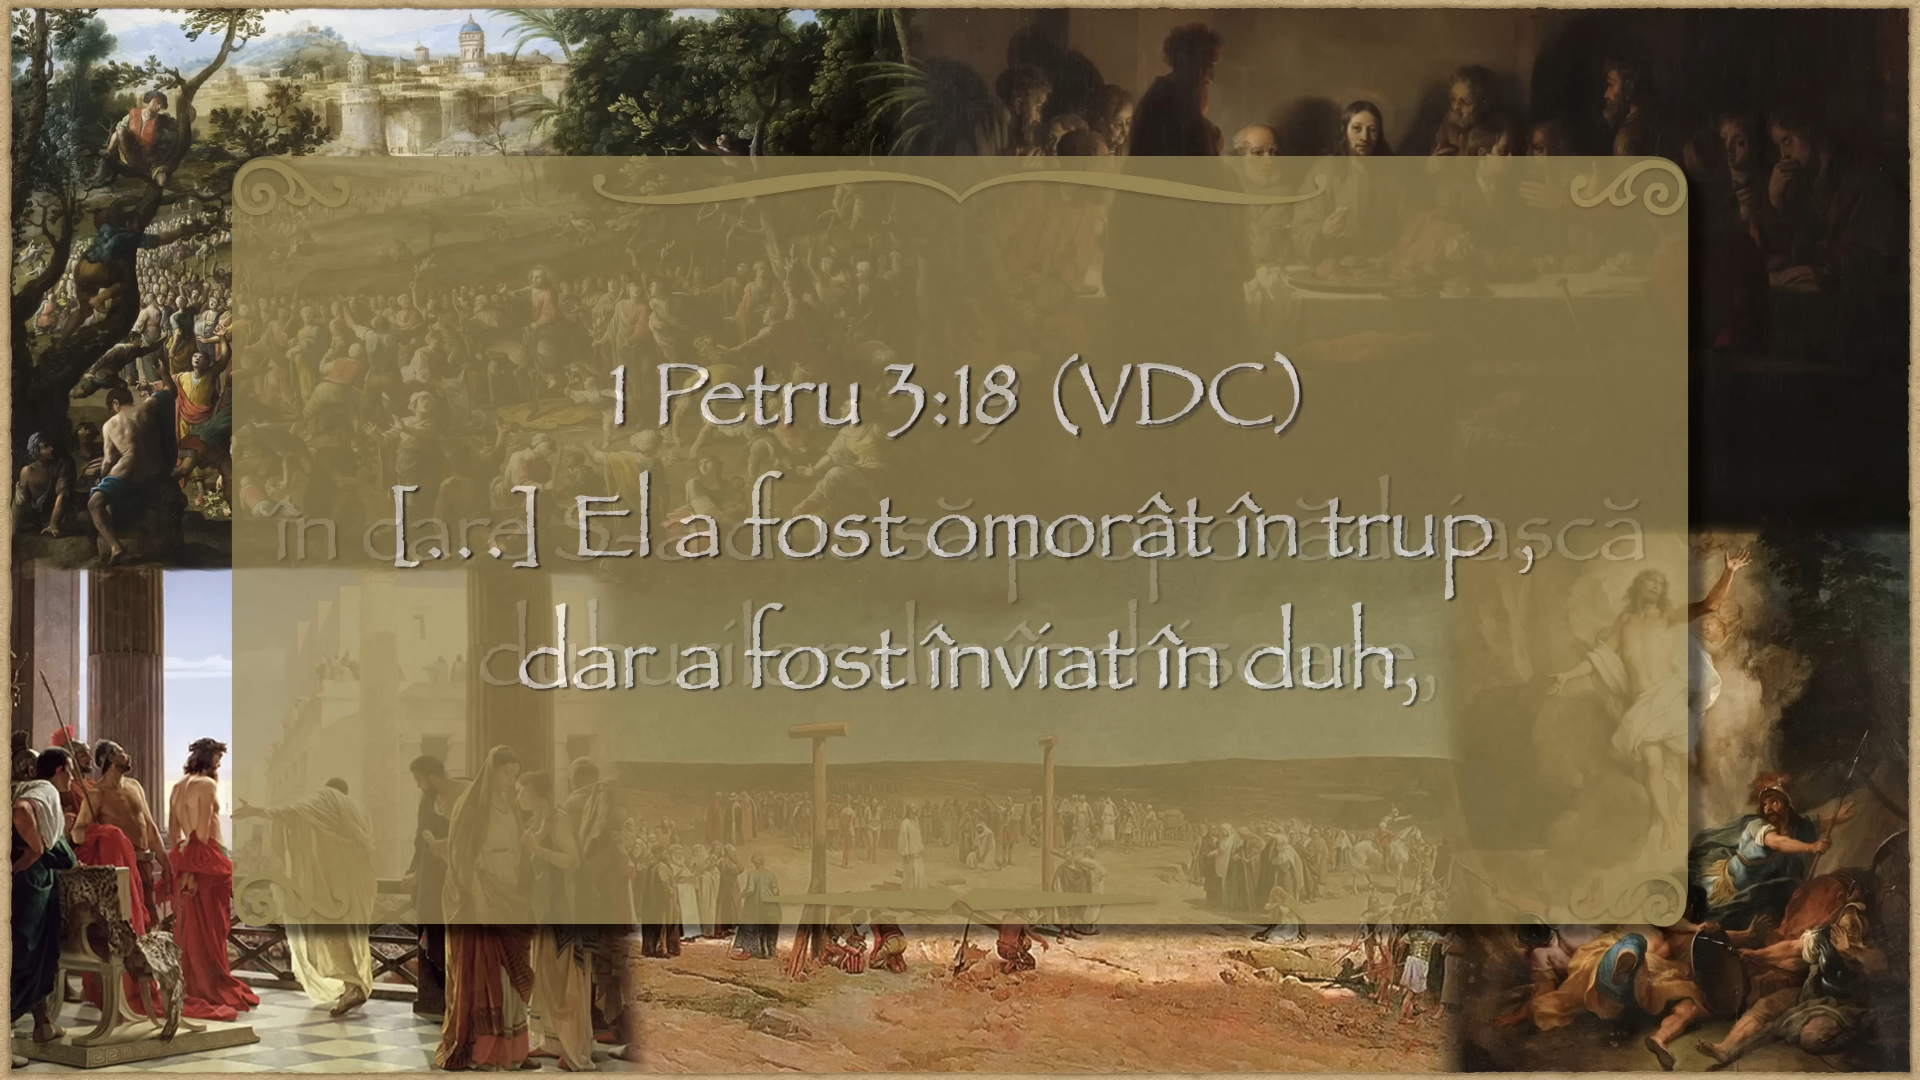 1 Petru 3:18 (VDC)
[...] El a fost omorât în trup ,
dar a fost înviat în duh,